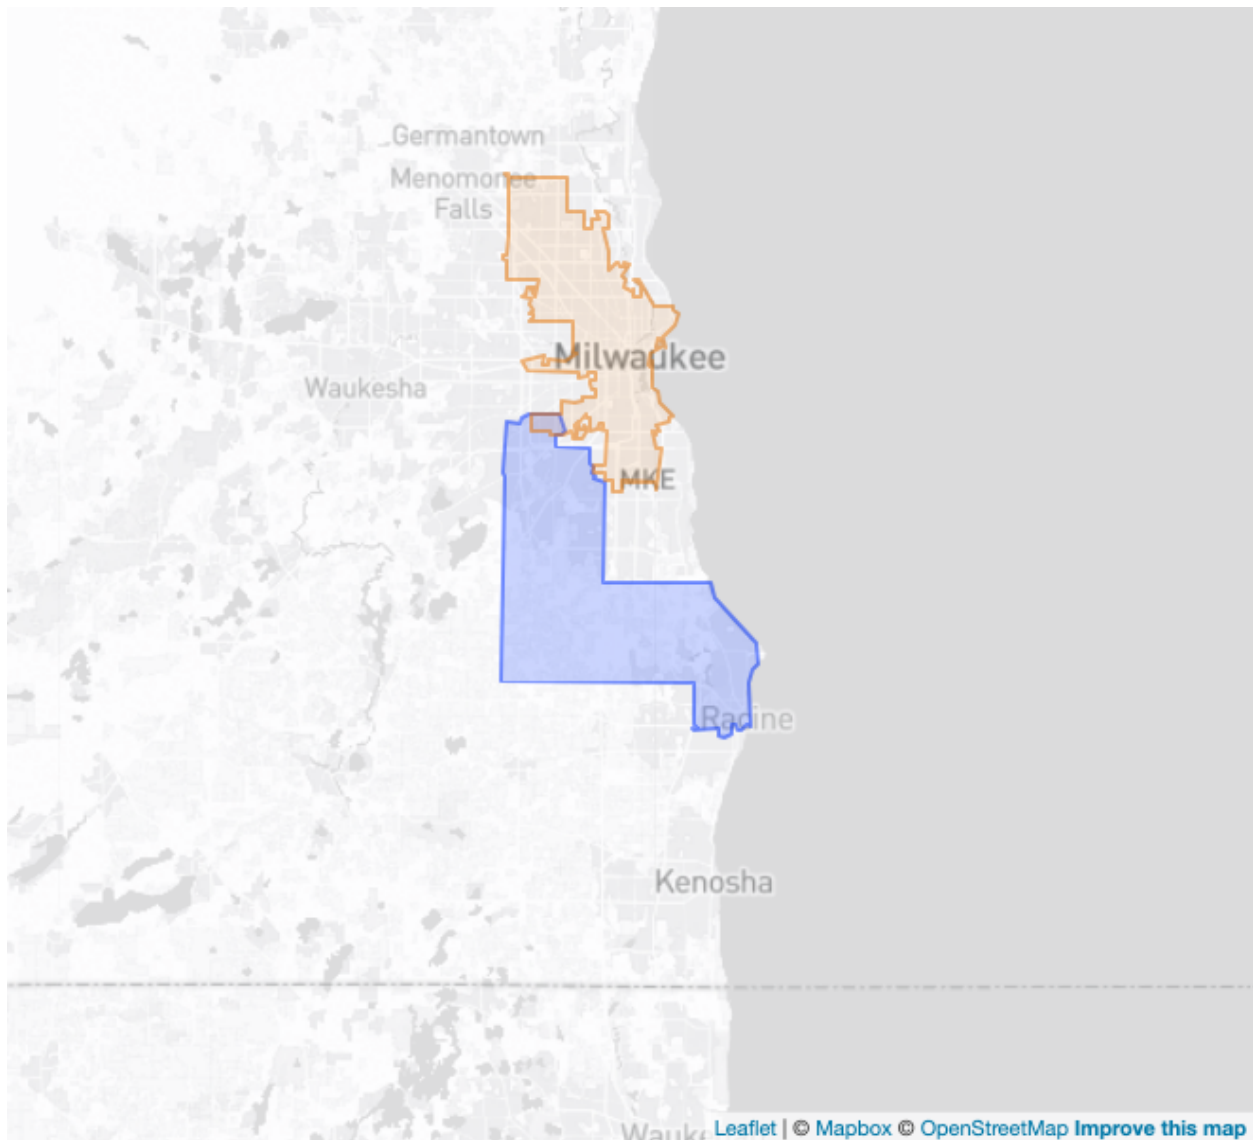 Germantown
Menomonee
Falls
Milwaukee
Waukesha
MKE
Racine
Kenosha
Leaflet | © Mapbox © OpenStreetMap Improve this map